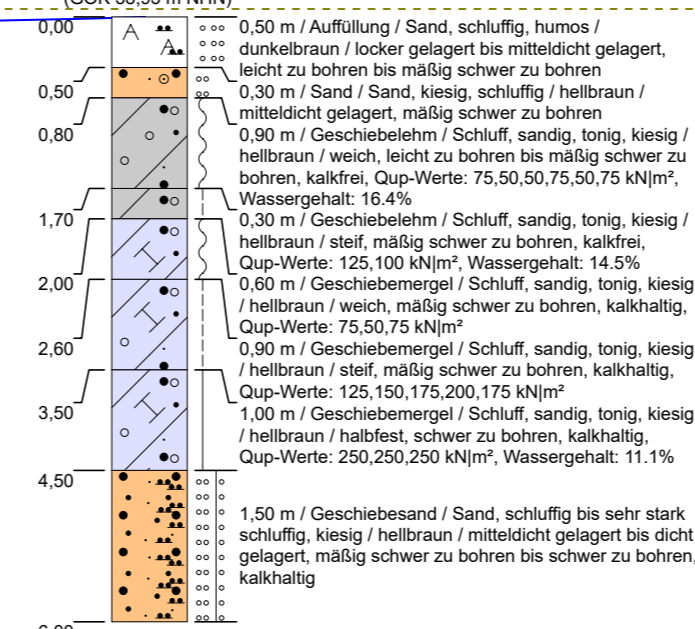 0,00
0,50 m / Auffüllung / Sand, schluffig, humos /
dunkelbraun / locker gelagert bis mitteldicht gelagert,
leicht zu bohren bis mäßig schwer zu bohren
0,50
0,30 m / Sand / Sand, kiesig, schluffig / hellbraun /
mitteldicht gelagert, mäßig schwer zu bohren
0,80
0,90 m / Geschiebelehm / Schluff, sandig, tonig, kiesig /
hellbraun / weich, leicht zu bohren bis mäßig schwer zu
bohren, kalkfrei, Qup-Werte: 75,50,50,75,50,75 kN|m²,
Wassergehalt: 16.4%
1,70
0,30 m / Geschiebelehm / Schluff, sandig, tonig, kiesig /
hellbraun / steif, mäßig schwer zu bohren, kalkfrei,
Qup-Werte: 125,100 kN|m², Wassergehalt: 14.5%
2,00
0,60 m / Geschiebemergel / Schluff, sandig, tonig, kiesig
/ hellbraun / weich, mäßig schwer zu bohren, kalkhaltig,
Qup-Werte: 75,50,75 kN|m²
2,60
0,90 m / Geschiebemergel / Schluff, sandig, tonig, kiesig
/ hellbraun / steif, mäßig schwer zu bohren, kalkhaltig,
Qup-Werte: 125,150,175,200,175 kN|m²
3,50
1,00 m / Geschiebemergel / Schluff, sandig, tonig, kiesig
/ hellbraun / halbfest, schwer zu bohren, kalkhaltig,
Qup-Werte: 250,250,250 kN|m², Wassergehalt: 11.1%
4,50
1,50 m / Geschiebesand / Sand, schluffig bis sehr stark
schluffig, kiesig / hellbraun / mitteldicht gelagert bis dicht
gelagert, mäßig schwer zu bohren bis schwer zu bohren,
kalkhaltig